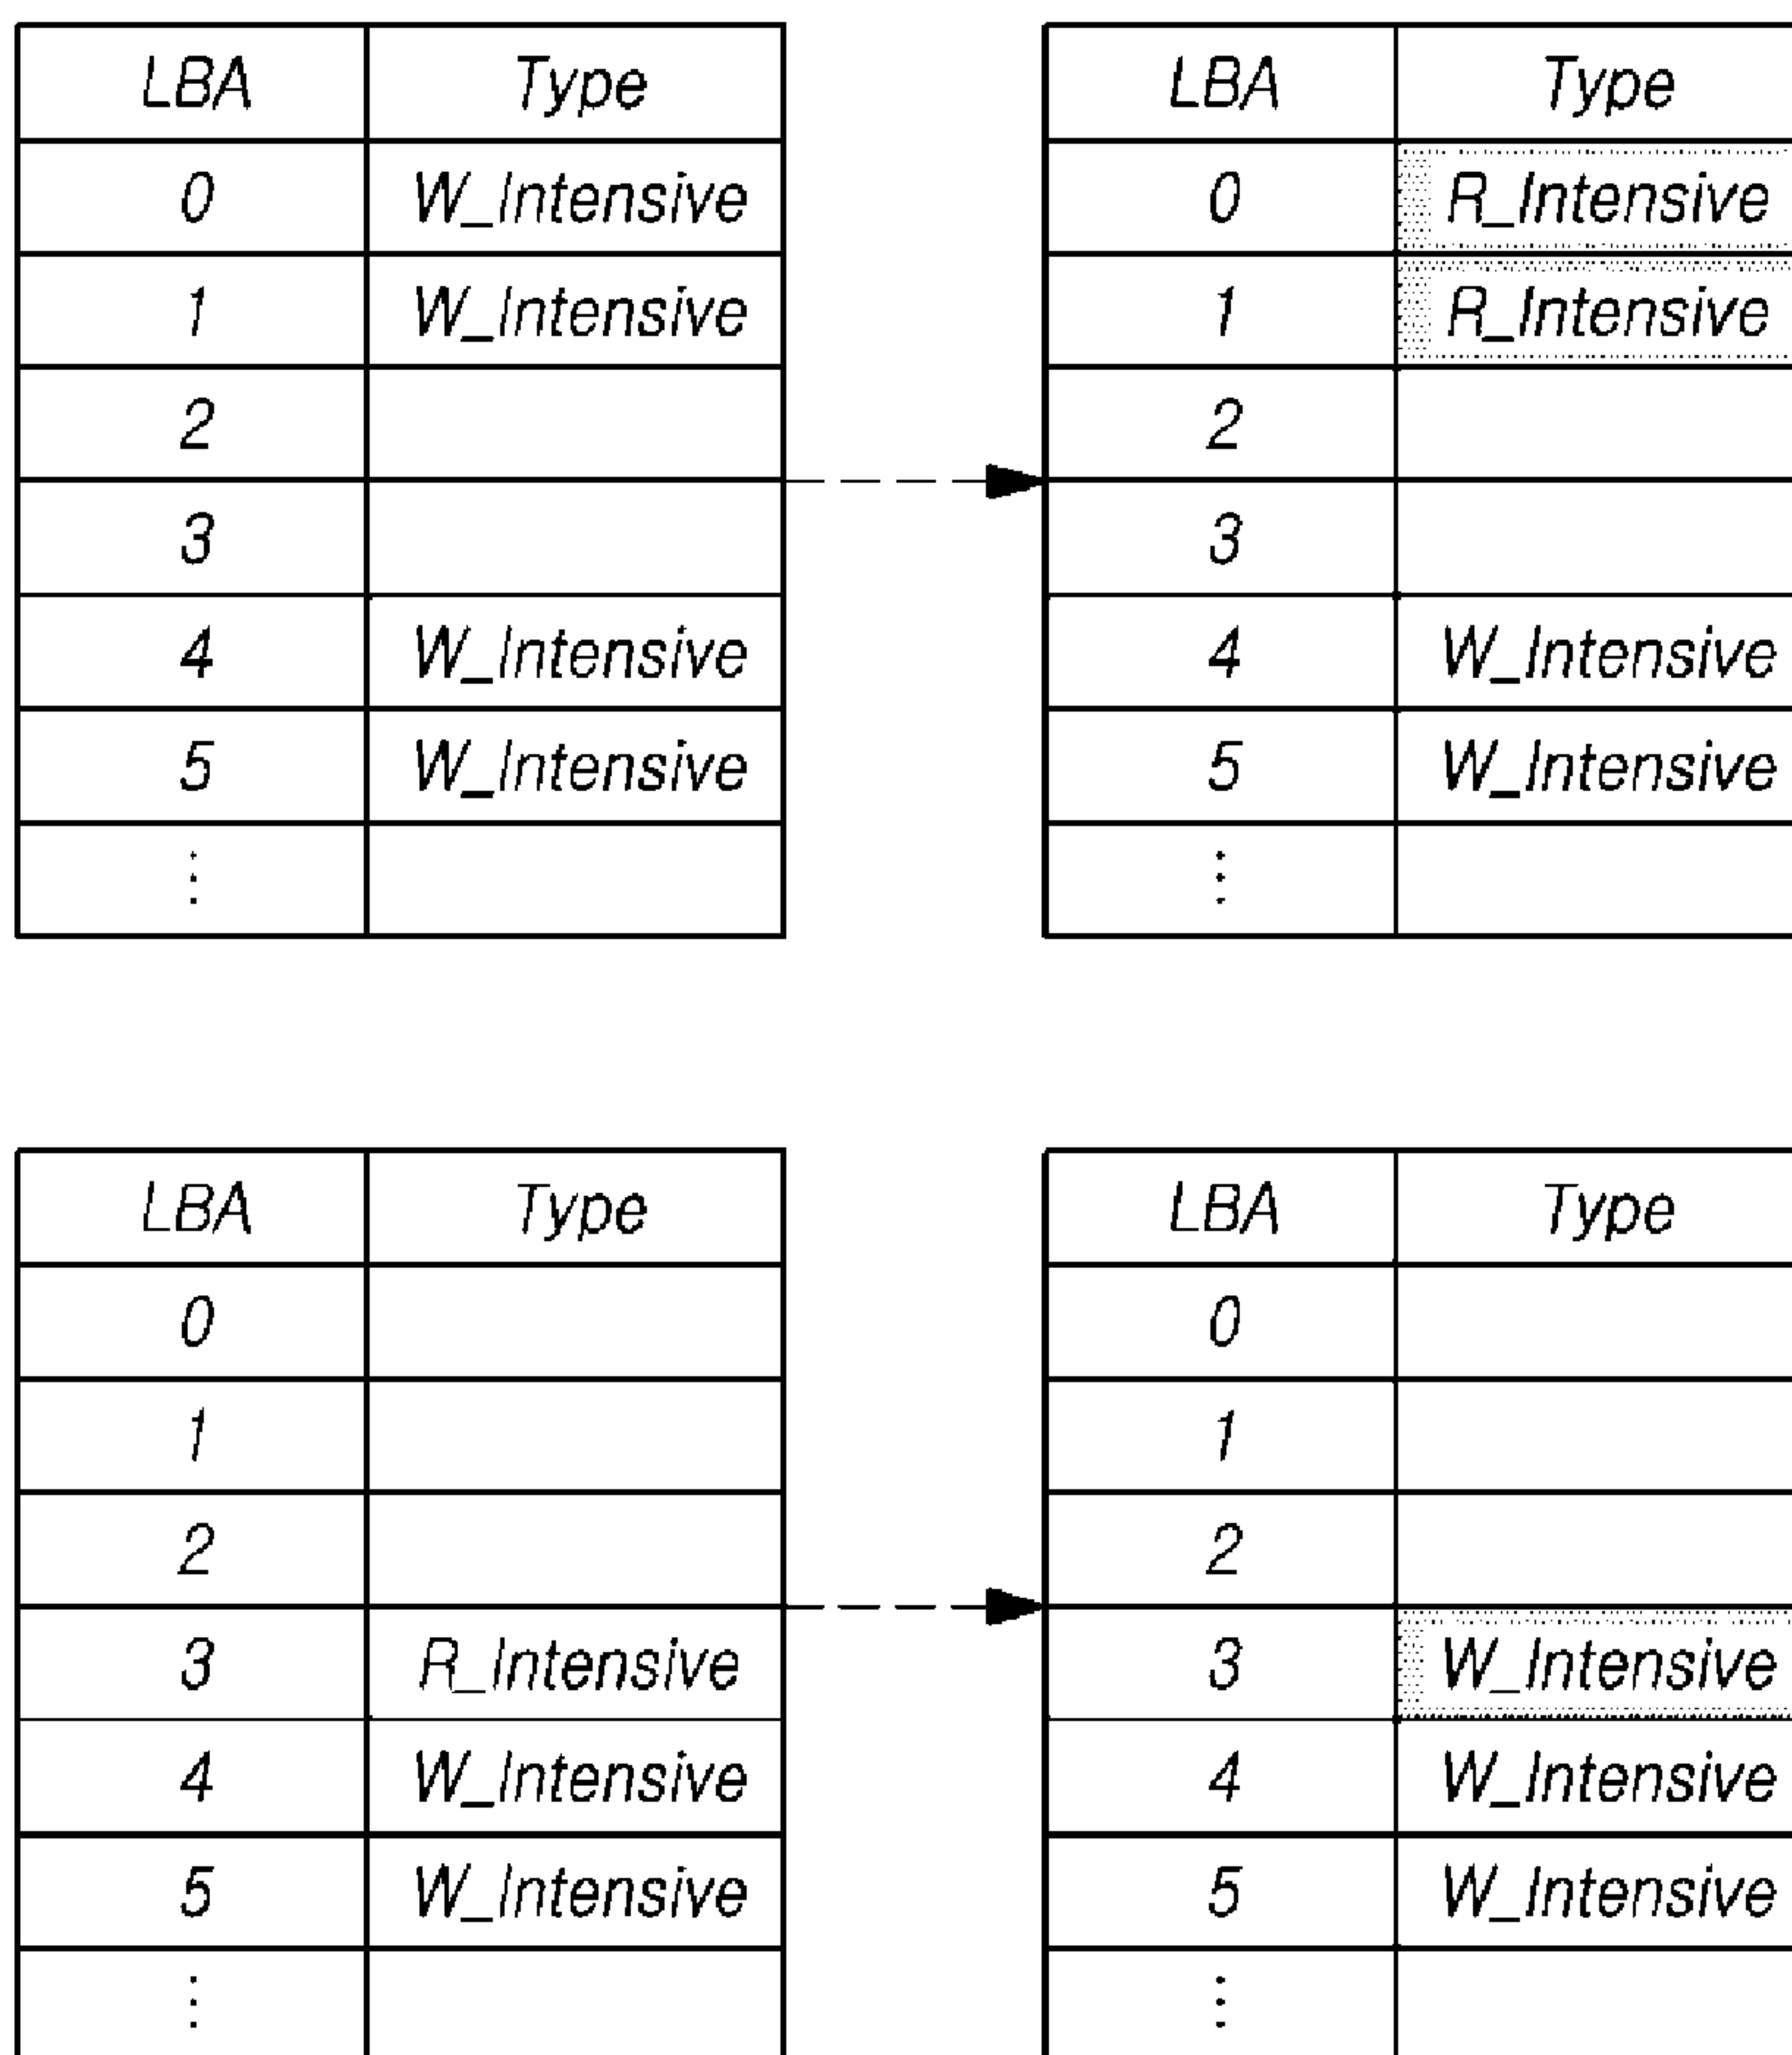 LBA Type LBA Type
0 W_Intensive 0 R_Intensive
1 W_Intensive 1 R_Intensive
2 2
3 3
4 W_Intensive 4 W_Intensive
5 W_Intensive 5 W_Intensive
⋮ ⋮
LBA Type LBA Type
0 0
1 1
2 2
3 R_Intensive 3 W_Intensive
4 W_Intensive 4 W_Intensive
5 W_Intensive 5 W_Intensive
⋮ ⋮